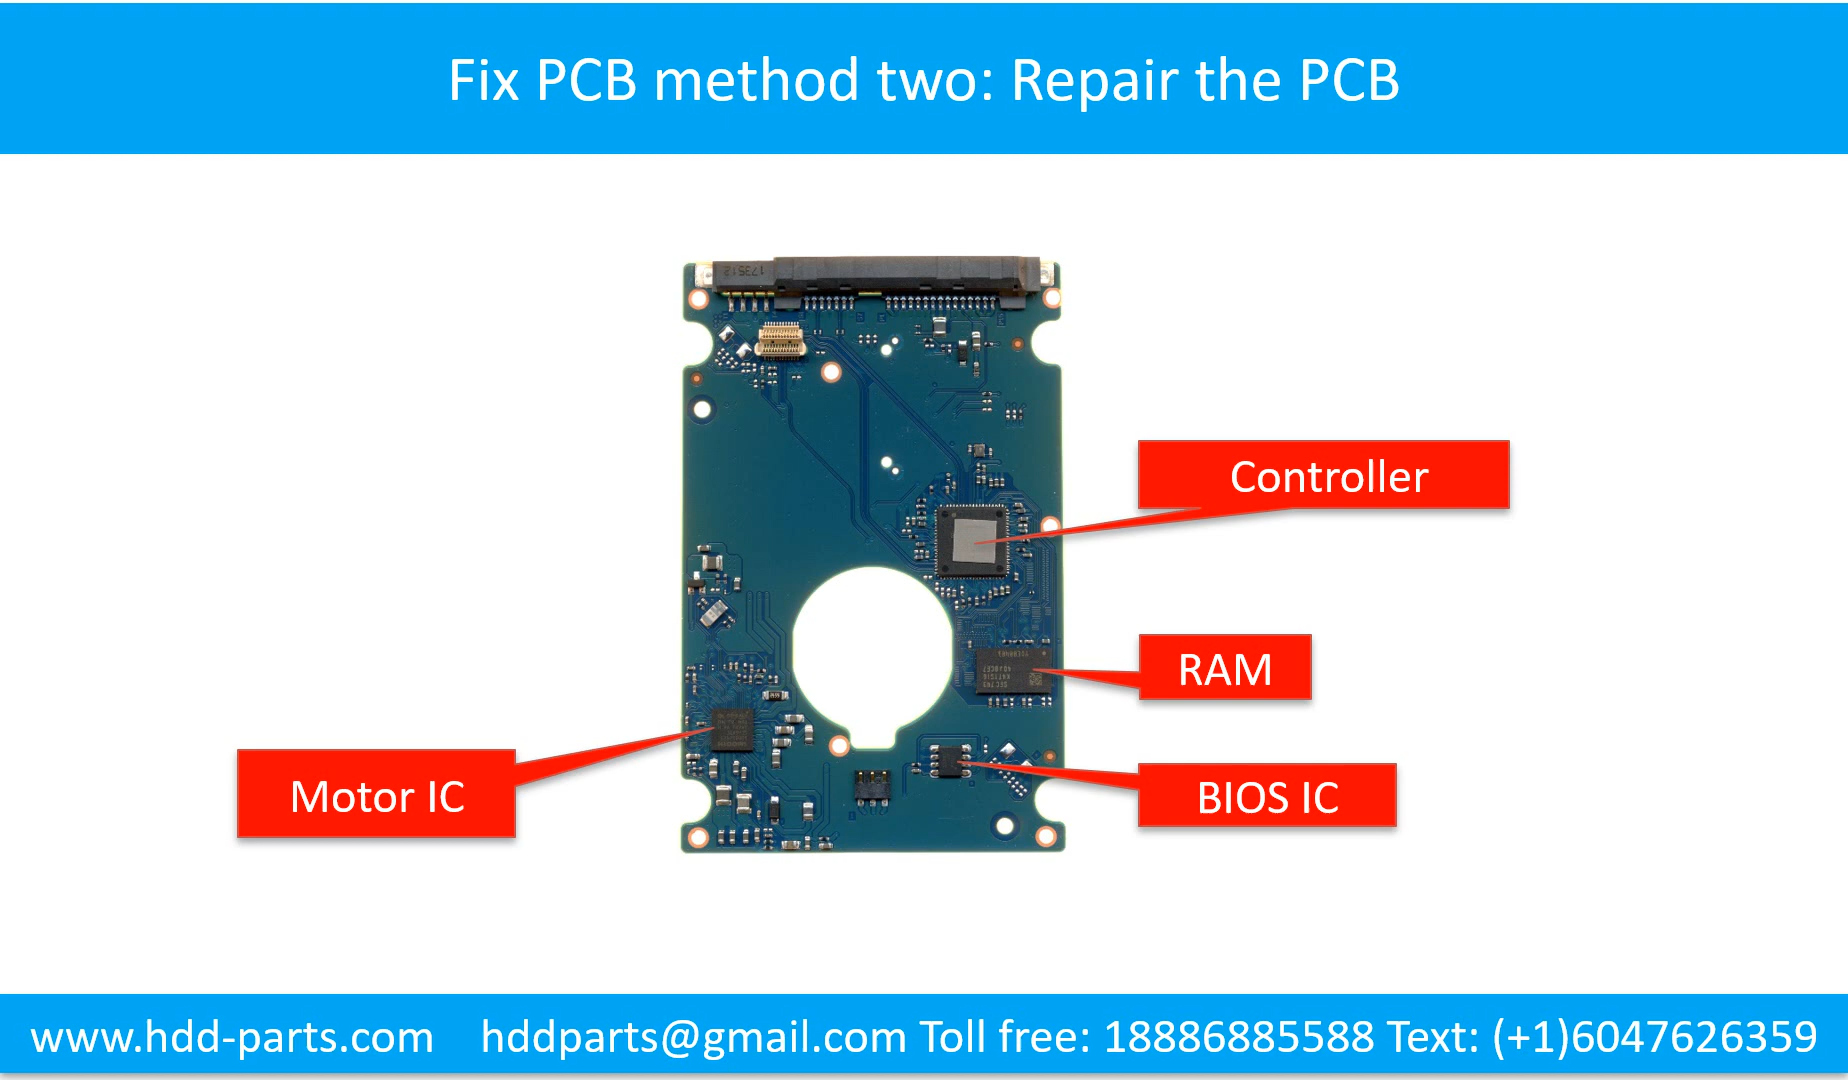 Fix PCB method two: Repair the PCB
173512
Controller
RAM
Motor IC
BIOS IC
www.hdd-parts.com hddparts@gmail.com Toll free: 18886885588 Text: (+1)6047626359